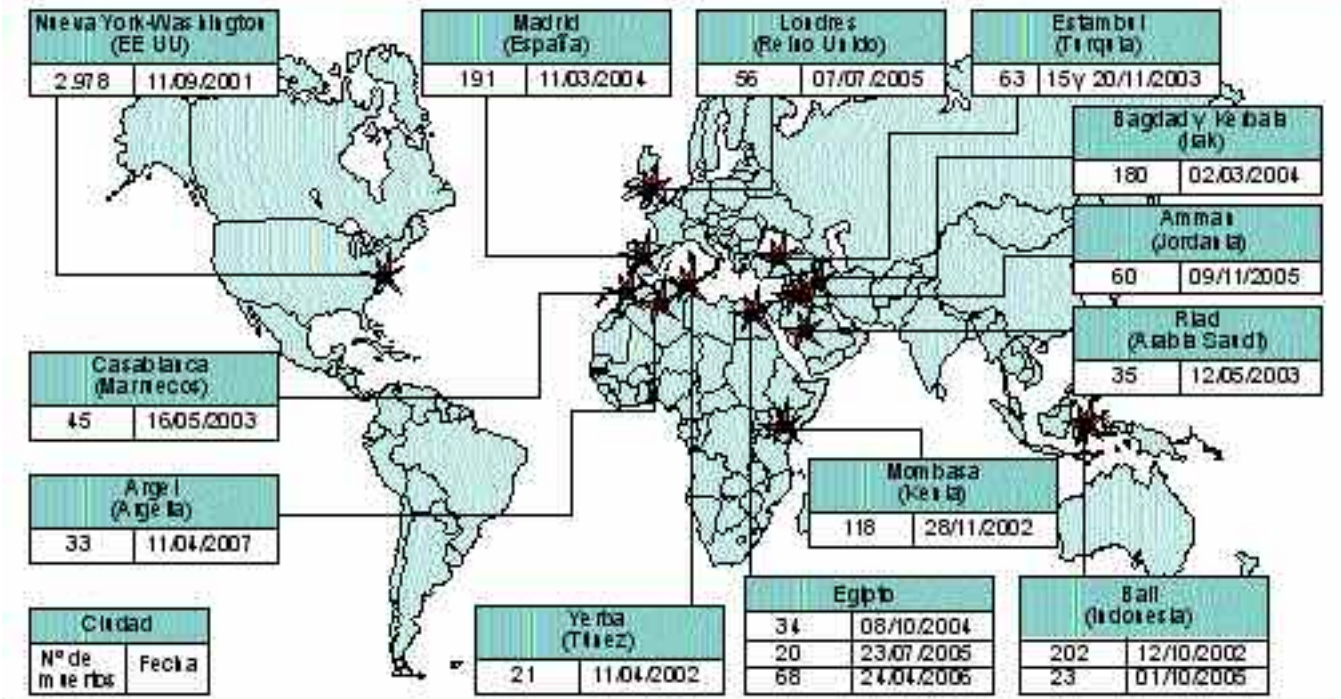 Nueva York-Washington
(EE UU)
2.978 11/09/2001
Madrid
(España)
191 11/03/2004
Londres
(Reino Unido)
56 07/07/2005
Estambul
(Turquía)
63 15 y 20/11/2003
Bagdad y Kerbala
(Irak)
180 02/03/2004
Amman
(Jordania)
60 09/11/2005
Riad
(Arabia Saudí)
35 12/05/2003
Casablanca
(Marruecos)
45 16/05/2003
Argel
(Argelia)
33 11/04/2007
Mombasa
(Kenia)
118 28/11/2002
Yerba
(Túnez)
21 11/04/2002
Egipto
34 08/10/2004
20 23/07/2005
68 24/04/2006
Bali
(Indonesia)
202 12/10/2002
23 01/10/2005
Ciudad
Nº de
muertos
Fecha